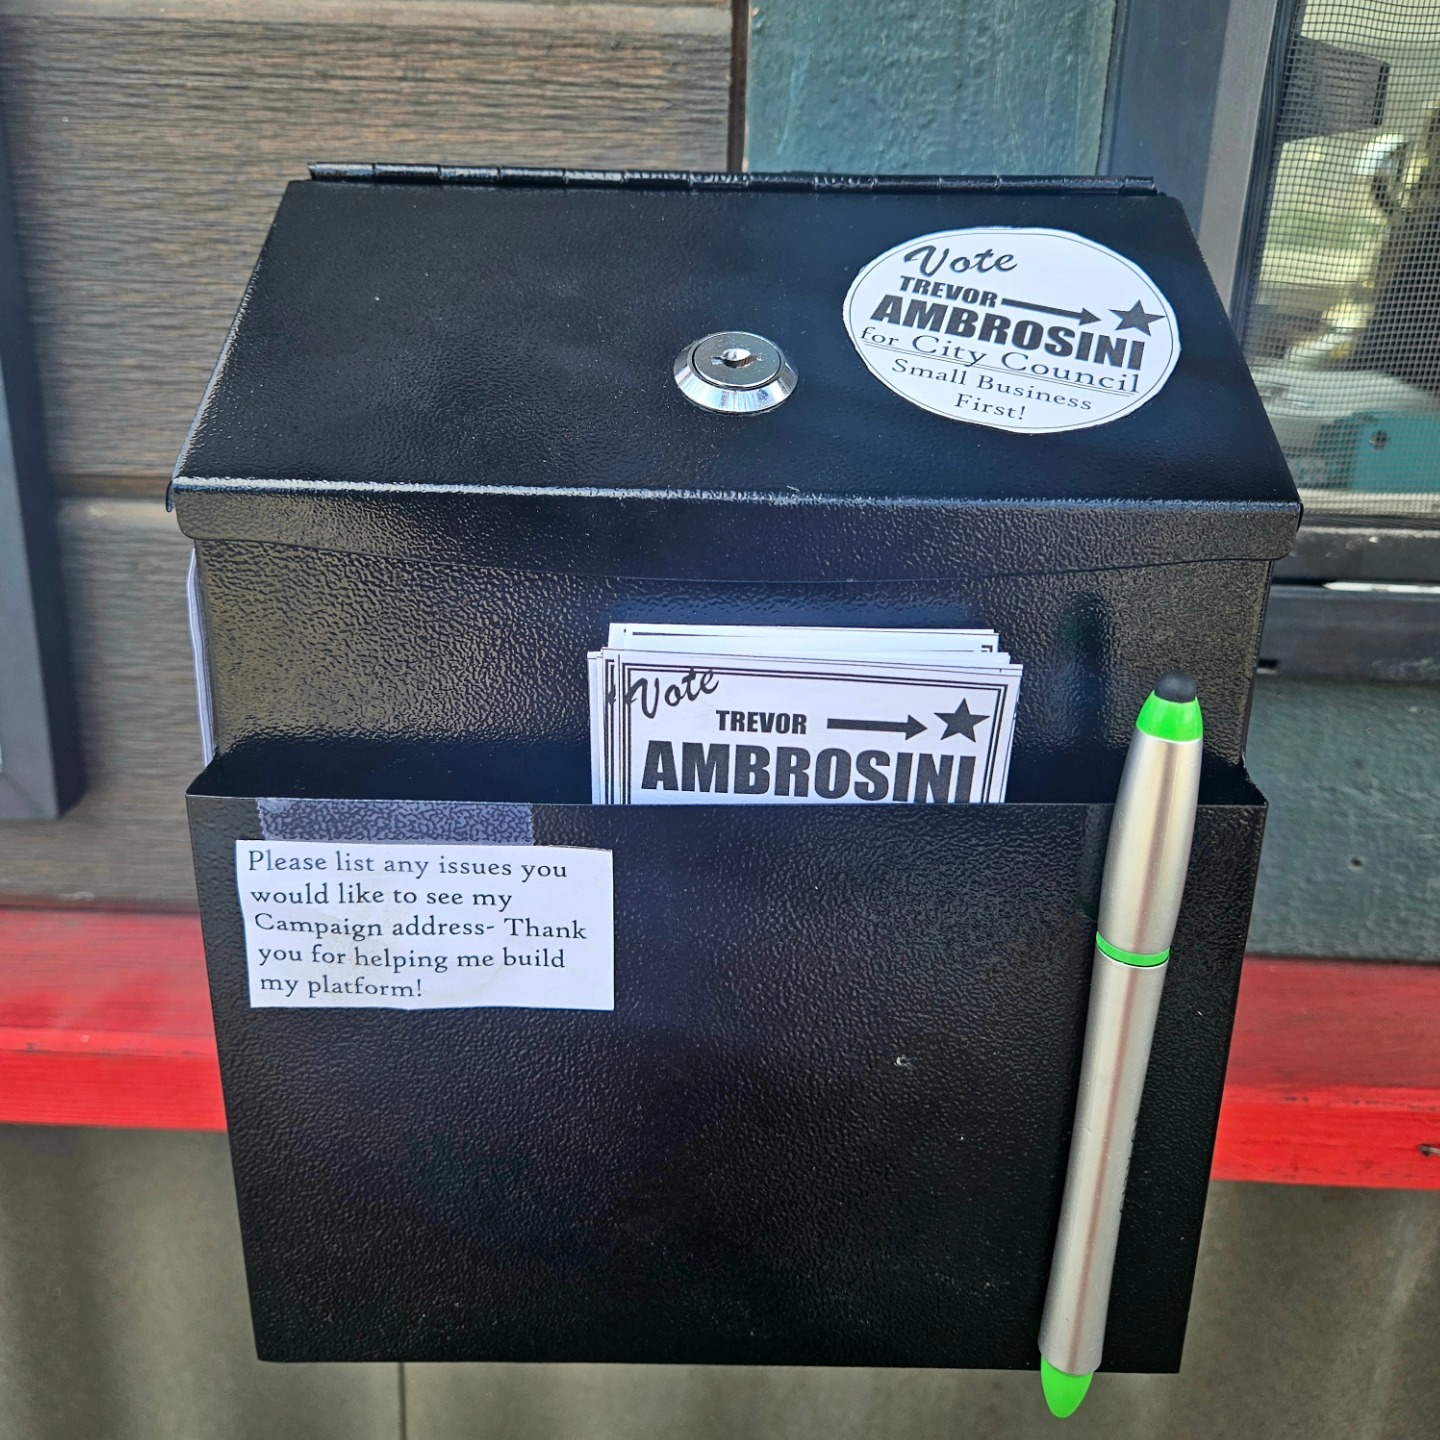 Vote
TREVOR
AMBROSINI
for City Council
Small Business
First!
Vote
TREVOR
AMBROSINI
Please list any issues you
would like to see my
Campaign address- Thank
you for helping me build
my platform!